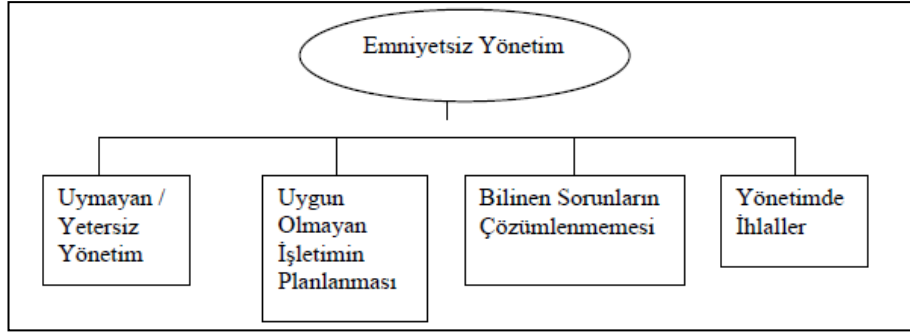 Emniyetsiz Yönetim
Uymayan /
Yetersiz
Yönetim
Uygun
Olmayan
İşletimin
Planlanması
Bilinen Sorunların
Çözümlenmemesi
Yönetimde
İhlaller